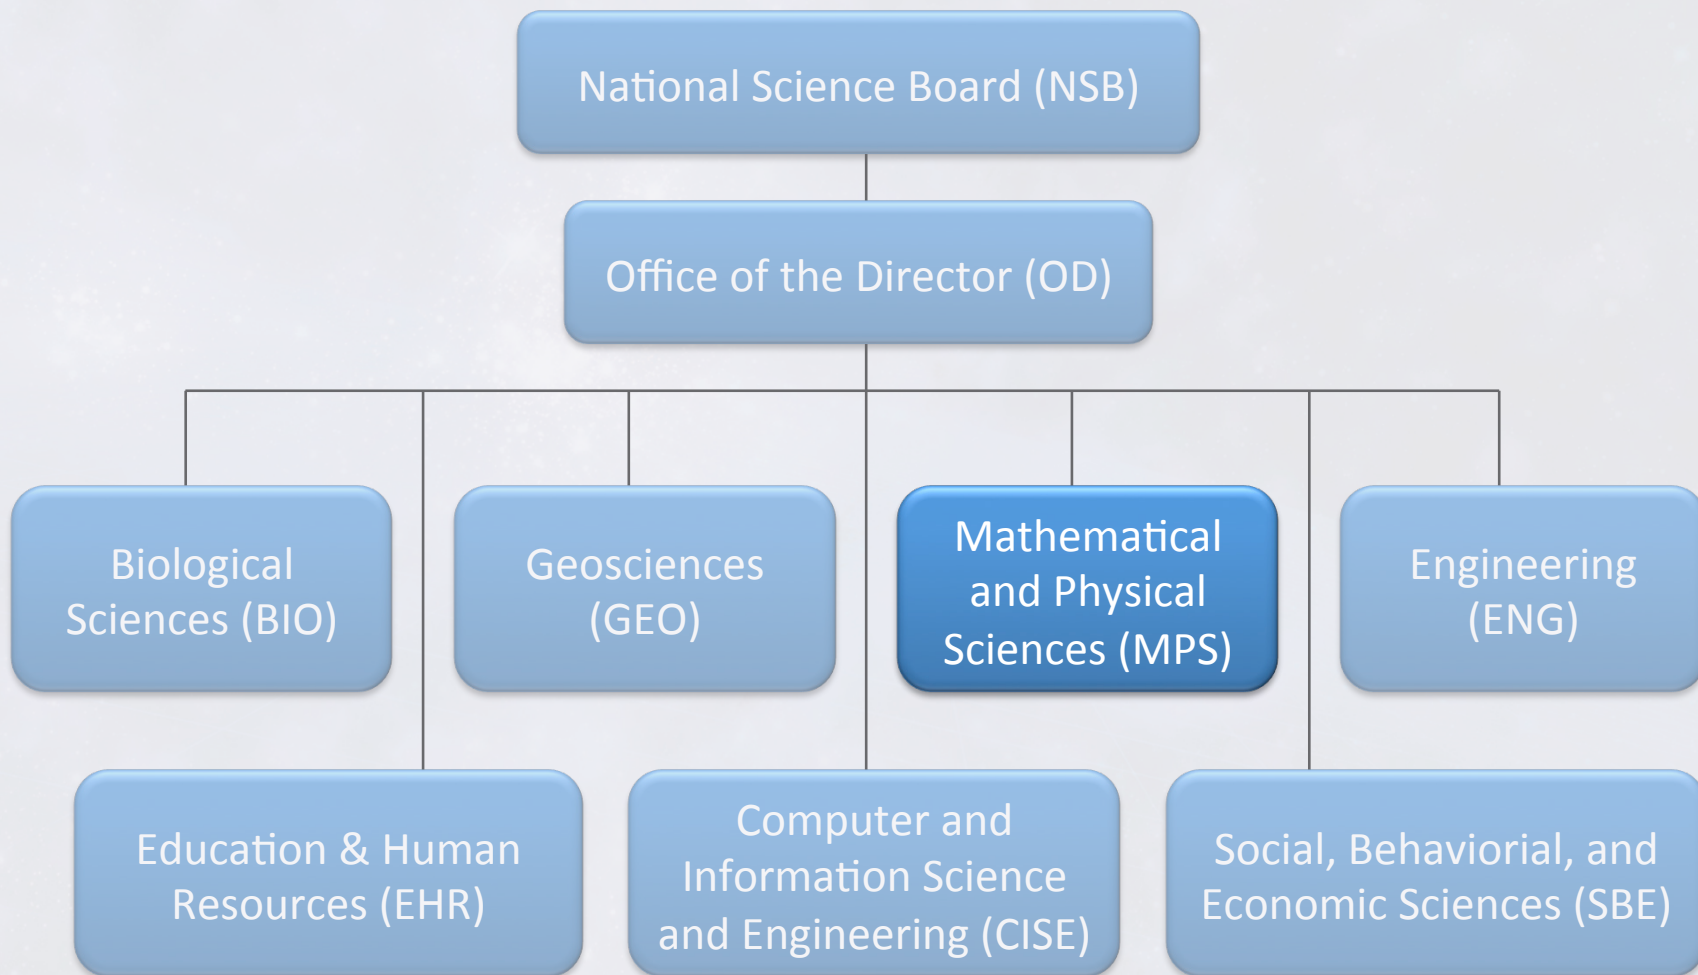 National Science Board (NSB)
Office of the Director (OD)
Biological
Sciences (BIO)
Geosciences
(GEO)
Mathematical
and Physical
Sciences (MPS)
Engineering
(ENG)
Education & Human
Resources (EHR)
Computer and
Information Science
and Engineering (CISE)
Social, Behaviorial, and
Economic Sciences (SBE)